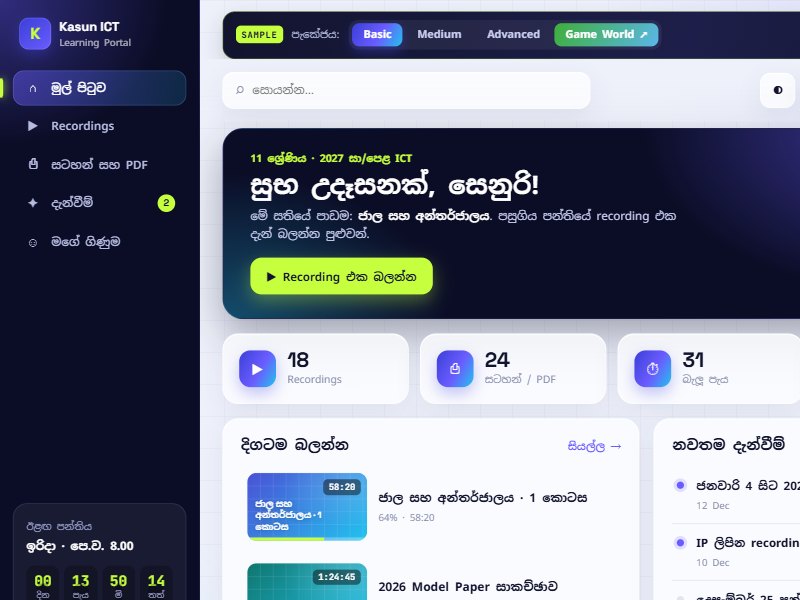 K Kasun ICT
Learning Portal
මුල් පිටුව
Recordings
සටහන් සහ PDF
දැන්වීම් 2
මගේ ගිණුම
ඊළඟ පන්තිය
ඉරිදා · පෙ.ව. 8.00
00 13 50 14
දින පැය මි තත්
SAMPLE පැකේජය: Basic Medium Advanced Game World ↗
සොයන්න...
11 ශ්‍රේණිය · 2027 සා/පෙළ ICT
සුභ උදෑසනක්, සෙනුරි!
මේ සතියේ පාඩම: ජාල සහ අන්තර්ජාලය. පසුගිය පන්තියේ recording එක
දැන් බලන්න පුළුවන්.
▶ Recording එක බලන්න
18
Recordings
24
සටහන් / PDF
31
බැලූ පැය
දිගටම බලන්න සියල්ල →
58:20
ජාල සහ
අන්තර්ජාලය · 1
කොටස
ජාල සහ අන්තර්ජාලය · 1 කොටස
64% · 58:20
1:24:45
2026 Model Paper සාකච්ඡාව
නවතම දැන්වීම්
ජනවාරි 4 සිට
12 Dec
IP ලිපින
10 Dec